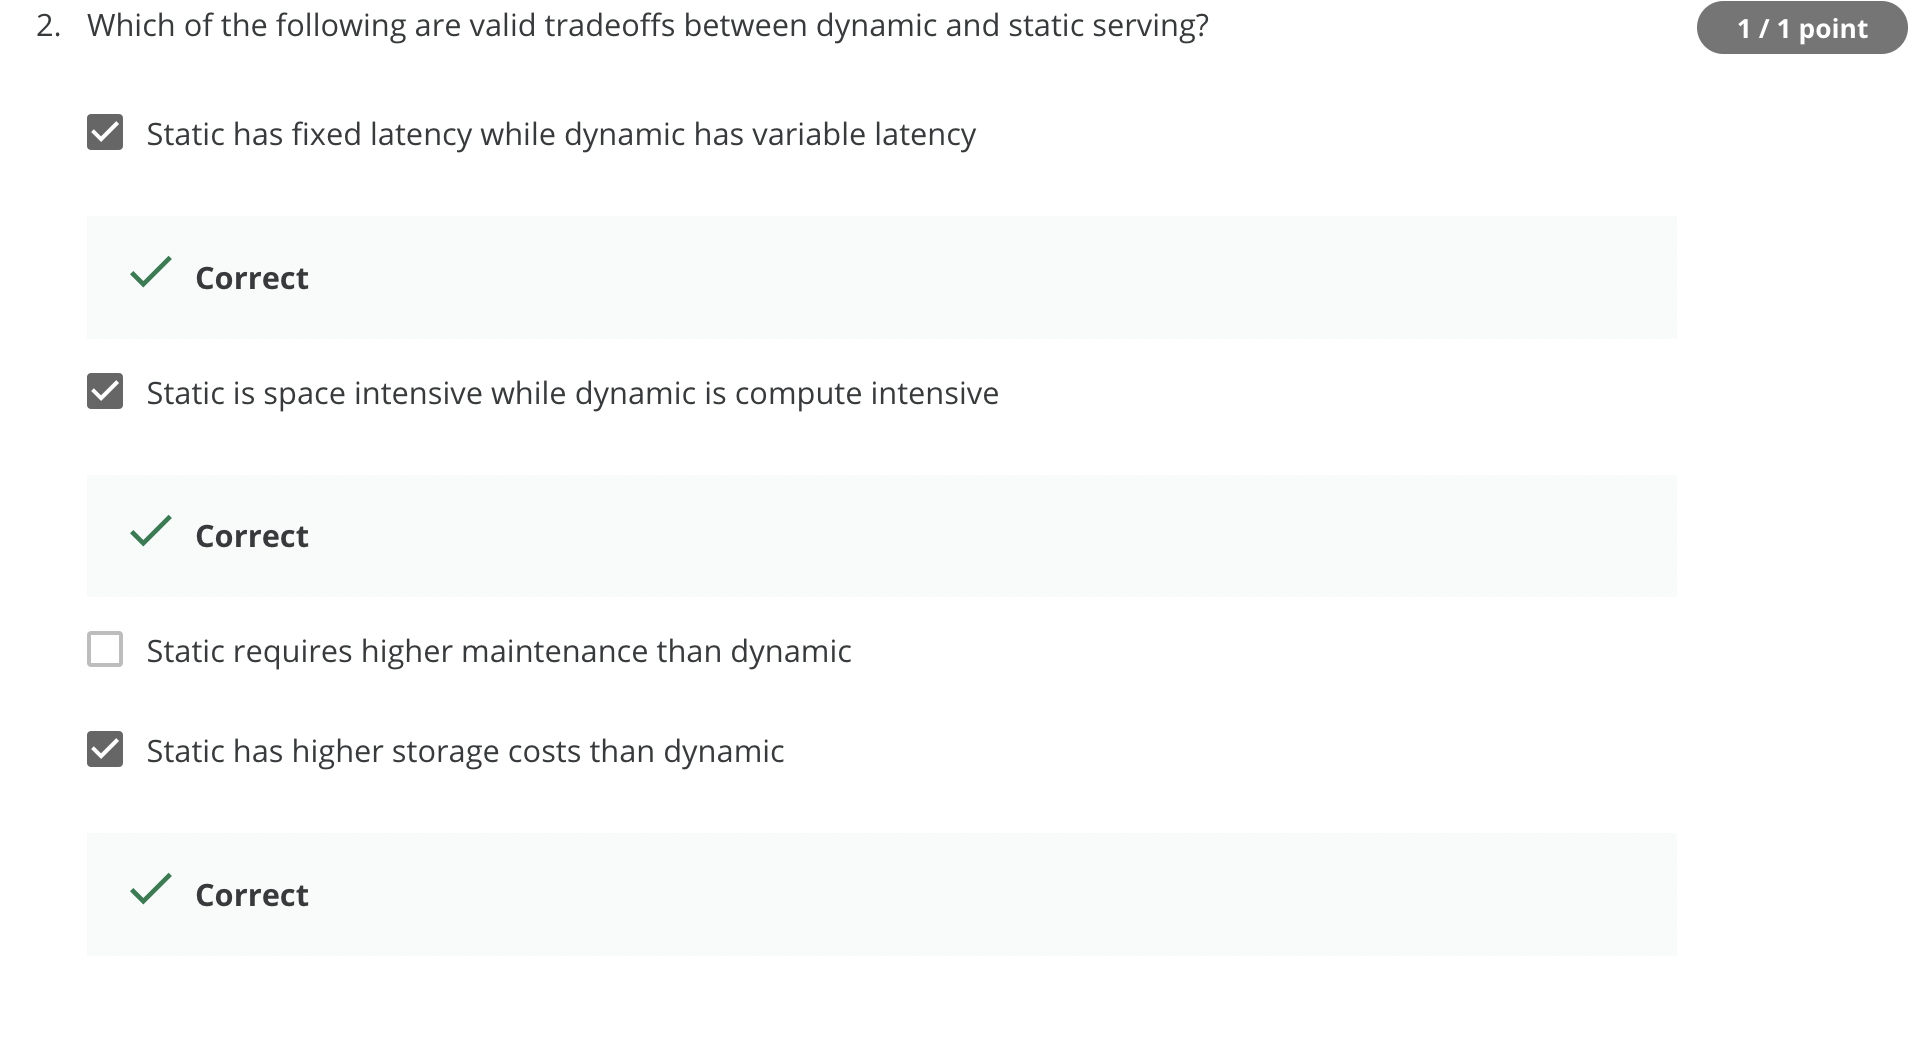 2. Which of the following are valid tradeoffs between dynamic and static serving?
1 / 1 point
Static has fixed latency while dynamic has variable latency
Correct
Static is space intensive while dynamic is compute intensive
Correct
Static requires higher maintenance than dynamic
Static has higher storage costs than dynamic
Correct